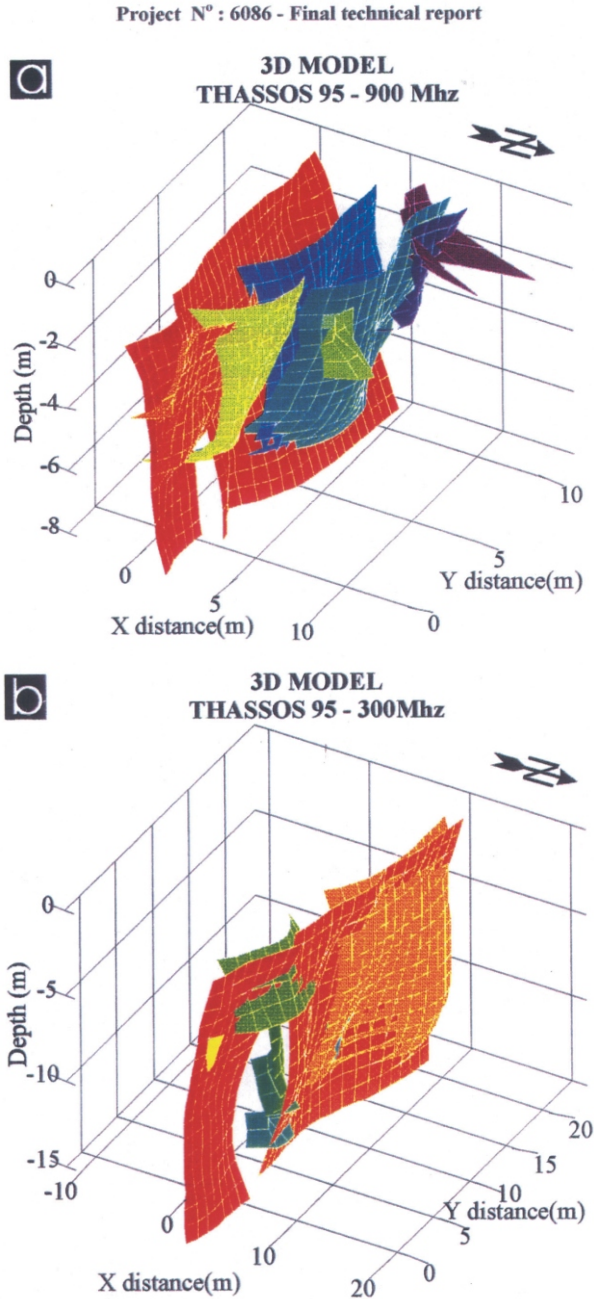 Project N° : 6086 - Final technical report
a
3D MODEL
THASSOS 95 - 900 Mhz
N
0
-2
-4
-6
-8
Depth (m)
0
5
10
X distance(m)
0
5
10
Y distance(m)
b
3D MODEL
THASSOS 95 - 300Mhz
N
0
-5
-10
-15
Depth (m)
-10
0
10
20
X distance(m)
0
5
10
15
20
Y distance(m)